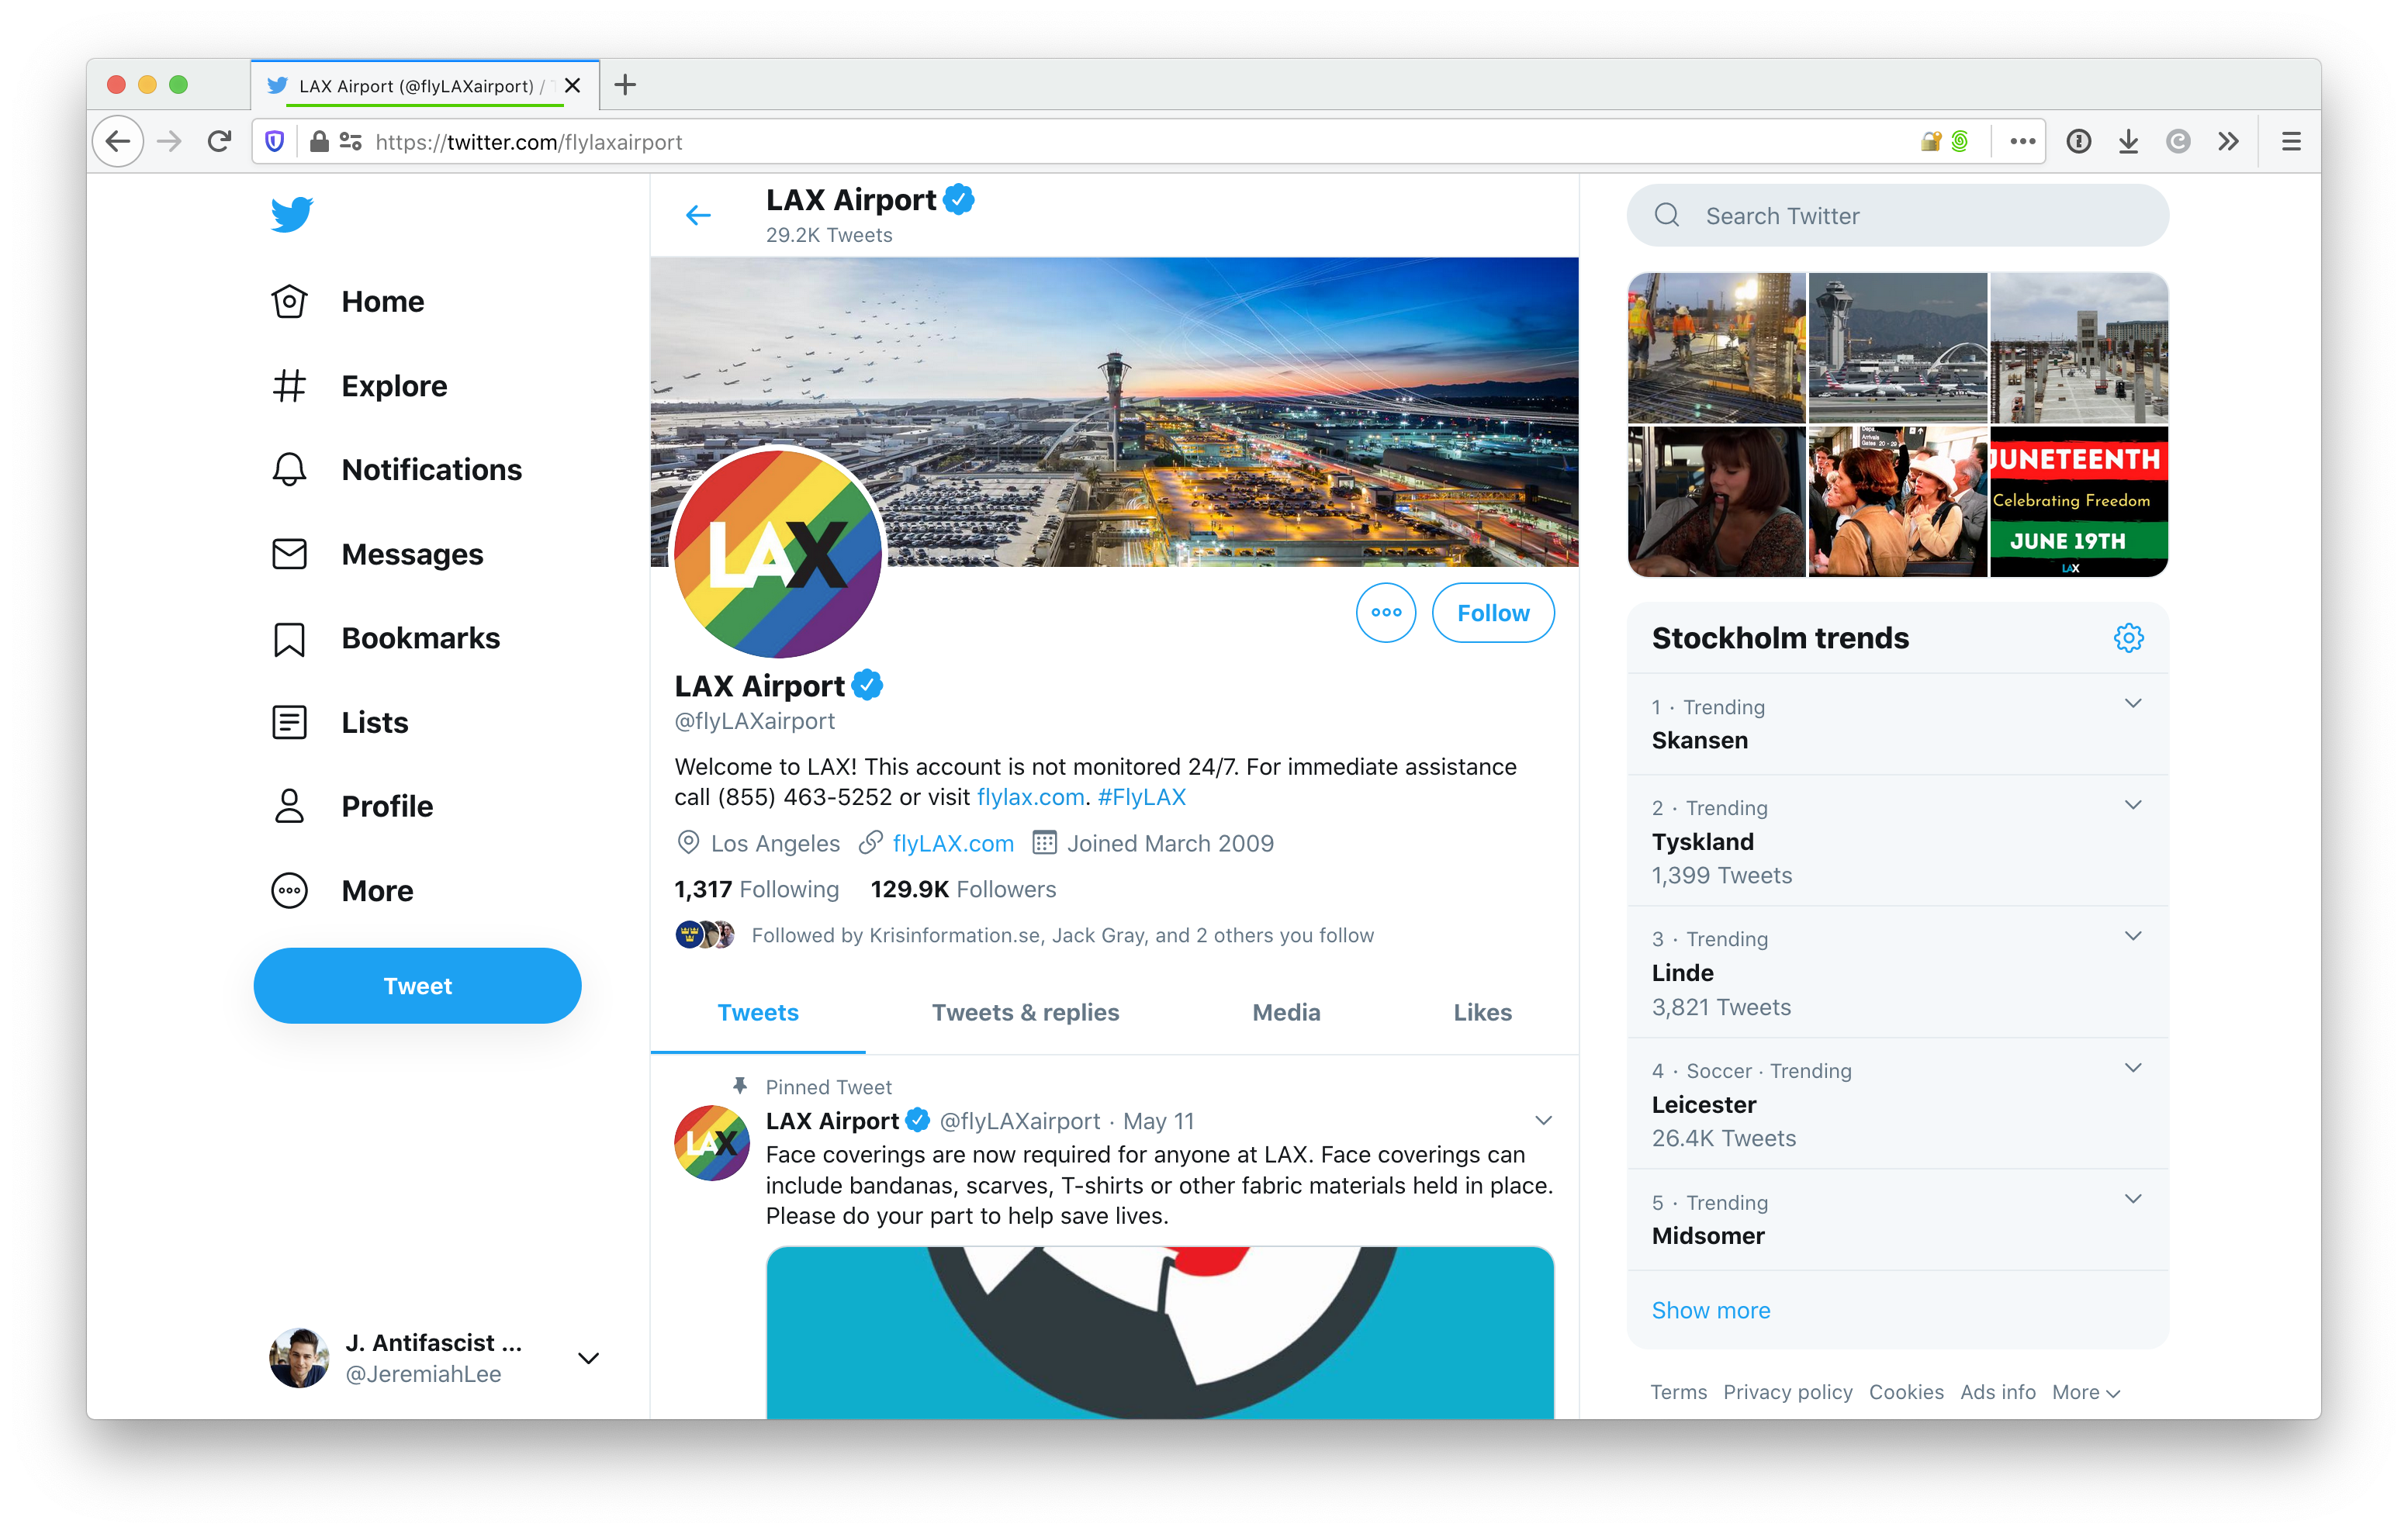 LAX Airport (@flyLAXairport) /
https://twitter.com/flylaxairport
Home
Explore
Notifications
Messages
Bookmarks
Lists
Profile
More
Tweet
J. Antifascist ...
@JeremiahLee
LAX Airport
29.2K Tweets
LAX
Follow
LAX Airport
@flyLAXairport
Welcome to LAX! This account is not monitored 24/7. For immediate assistance
call (855) 463-5252 or visit flylax.com. #FlyLAX
Los Angeles flyLAX.com Joined March 2009
1,317 Following 129.9K Followers
Followed by Krisinformation.se, Jack Gray, and 2 others you follow
Tweets Tweets & replies Media Likes
Pinned Tweet
LAX
LAX Airport @flyLAXairport · May 11
Face coverings are now required for anyone at LAX. Face coverings can
include bandanas, scarves, T-shirts or other fabric materials held in place.
Please do your part to help save lives.
Search Twitter
JUNETEENTH
Celebrating Freedom
JUNE 19TH
LAX
Stockholm trends
1 · Trending
Skansen
2 · Trending
Tyskland
1,399 Tweets
3 · Trending
Linde
3,821 Tweets
4 · Soccer · Trending
Leicester
26.4K Tweets
5 · Trending
Midsomer
Show more
Terms Privacy policy Cookies Ads info More